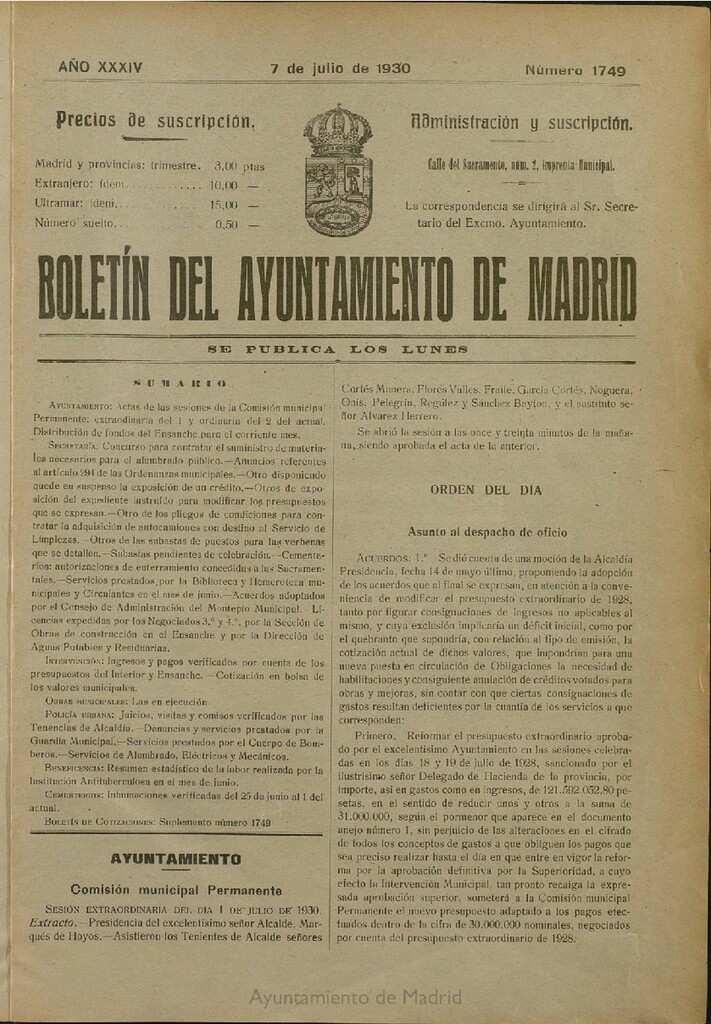 AÑO XXXIV
7 de julio de 1930
Número 1749
Precios de suscripción.
Madrid y provincias: trimestre. 3,00 ptas
Extranjero: ídem............. 10,00 —
Ultramar: ídem.............. 15,00 —
Número suelto............... 0,50 —
Administración y suscripción.
Calle del Sacramento, núm. 2, imprenta Municipal.
La correspondencia se dirigirá al Sr. Secre-
tario del Excmo. Ayuntamiento.
BOLETÍN DEL AYUNTAMIENTO DE MADRID
SE PUBLICA LOS LUNES
SUMARIO
AYUNTAMIENTO: Actas de las sesiones de la Comisión municipal
Permanente: extraordinaria del 1 y ordinaria del 2 del actual.
Distribución de fondos del Ensanche para el corriente mes.
SECRETARÍA: Concurso para contratar el suministro de materia-
les necesarios para el alumbrado público.—Anuncios referentes
al artículo 294 de las Ordenanzas municipales.—Otro disponiendo
quede en suspenso la exposición de un crédito.—Otros de expo-
sición del expediente instruído para modificar los presupuestos
que se expresan.—Otro de los pliegos de condiciones para con-
tratar la adquisición de autocamiones con destino al Servicio de
Limpiezas.—Otros de las subastas de puestos para las verbenas
que se detallan.—Subastas pendientes de celebración.—Cemente-
rios: autorizaciones de enterramiento concedidas a las Sacramen-
tales.—Servicios prestados por la Biblioteca y Hemeroteca mu-
nicipales y Circulantes en el mes de junio.—Acuerdos adoptados
por el Consejo de Administración del Montepío Municipal.—Li-
cencias expedidas por los Negociados 3.º y 4.º, por la Sección de
Obras de construcción en el Ensanche y por la Dirección de
Aguas Potables y Residuarias.
INTERVENCIÓN: Ingresos y pagos verificados por cuenta de los
presupuestos del Interior y Ensanche.—Cotización en bolsa de
los valores municipales.
OBRAS MUNICIPALES: Las en ejecución
POLICÍA URBANA: Juicios, visitas y comisos verificados por las
Tenencias de Alcaldía.—Denuncias y servicios prestados por la
Guardia Municipal.—Servicios prestados por el Cuerpo de Bom-
beros.—Servicios de Alumbrado, Eléctricos y Mecánicos.
BENEFICENCIA: Resumen estadístico de la labor realizada por la
Institución Antituberculosa en el mes de junio.
CEMENTERIOS: Inhumaciones verificadas del 25 de junio al 1 del
actual.
BOLETÍN DE COTIZACIONES: Suplemento número 1749
AYUNTAMIENTO
Comisión municipal Permanente
SESIÓN EXTRAORDINARIA DEL DÍA 1 DE JULIO DE 1930.
Extracto.—Presidencia del excelentísimo señor Alcalde, Mar-
qués de Hoyos.—Asistieron los Tenientes de Alcalde señores
Cortés Munera, Flores Valles, Fraile, García Cortés, Noguera,
Onís, Pelegrín, Regúlez y Sánchez Bayton, y el sustituto se-
ñor Alvarez Herrero.
Se abrió la sesión a las once y treinta minutos de la maña-
na, siendo aprobada el acta de la anterior.
ORDEN DEL DIA
Asunto al despacho de oficio
ACUERDOS: 1.º Se dió cuenta de una moción de la Alcaldía
Presidencia, fecha 14 de mayo último, proponiendo la adopción
de los acuerdos que al final se expresan, en atención a la conve-
niencia de modificar el presupuesto extraordinario de 1928,
tanto por figurar consignaciones de ingresos no aplicables al
mismo, y cuya exclusión implicaría un déficit inicial, como por
el quebranto que supondría, con relación al tipo de emisión, la
cotización actual de dichos valores, que impondrían para una
nueva puesta en circulación de Obligaciones la necesidad de
habilitaciones y consiguiente anulación de créditos votados para
obras y mejoras, sin contar con que ciertas consignaciones de
gastos resultan deficientes por la cuantía de los servicios a que
corresponden:
Primero. Reformar el presupuesto extraordinario aproba-
do por el excelentísimo Ayuntamiento en las sesiones celebra-
das en los días 18 y 19 de julio de 1928, sancionado por el
ilustrísimo señor Delegado de Hacienda de la provincia, por
importe, así en gastos como en ingresos, de 121.592.052,80 pe-
setas, en el sentido de reducir unos y otros a la suma de
31.000.000, según el pormenor que aparece en el documento
anejo número 1, sin perjuicio de las alteraciones en el cifrado
de todos los conceptos de gastos a que obliguen los pagos que
sea preciso realizar hasta el día en que entre en vigor la refor-
ma por la aprobación definitiva por la Superioridad, a cuyo
efecto la Intervención Municipal, tan pronto recaiga la expre-
sada aprobación superior, someterá a la Comisión municipal
Permanente el nuevo presupuesto adaptado a los pagos efec-
tuados dentro de la cifra de 30.000.000 nominales, negociados
por cuenta del presupuesto extraordinario de 1928.
Ayuntamiento de Madrid